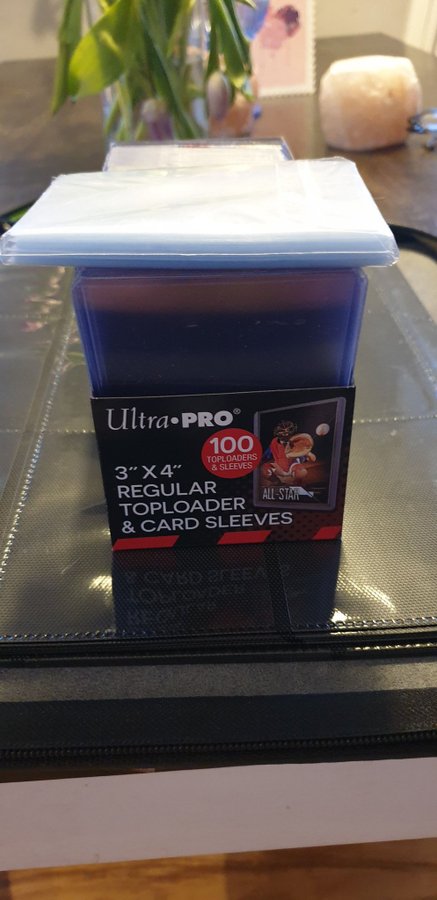 Ultra•PRO®
100
TOPLOADERS
& SLEEVES
3″ X 4″
REGULAR
TOPLOADER
& CARD SLEEVES
ALL-STAR